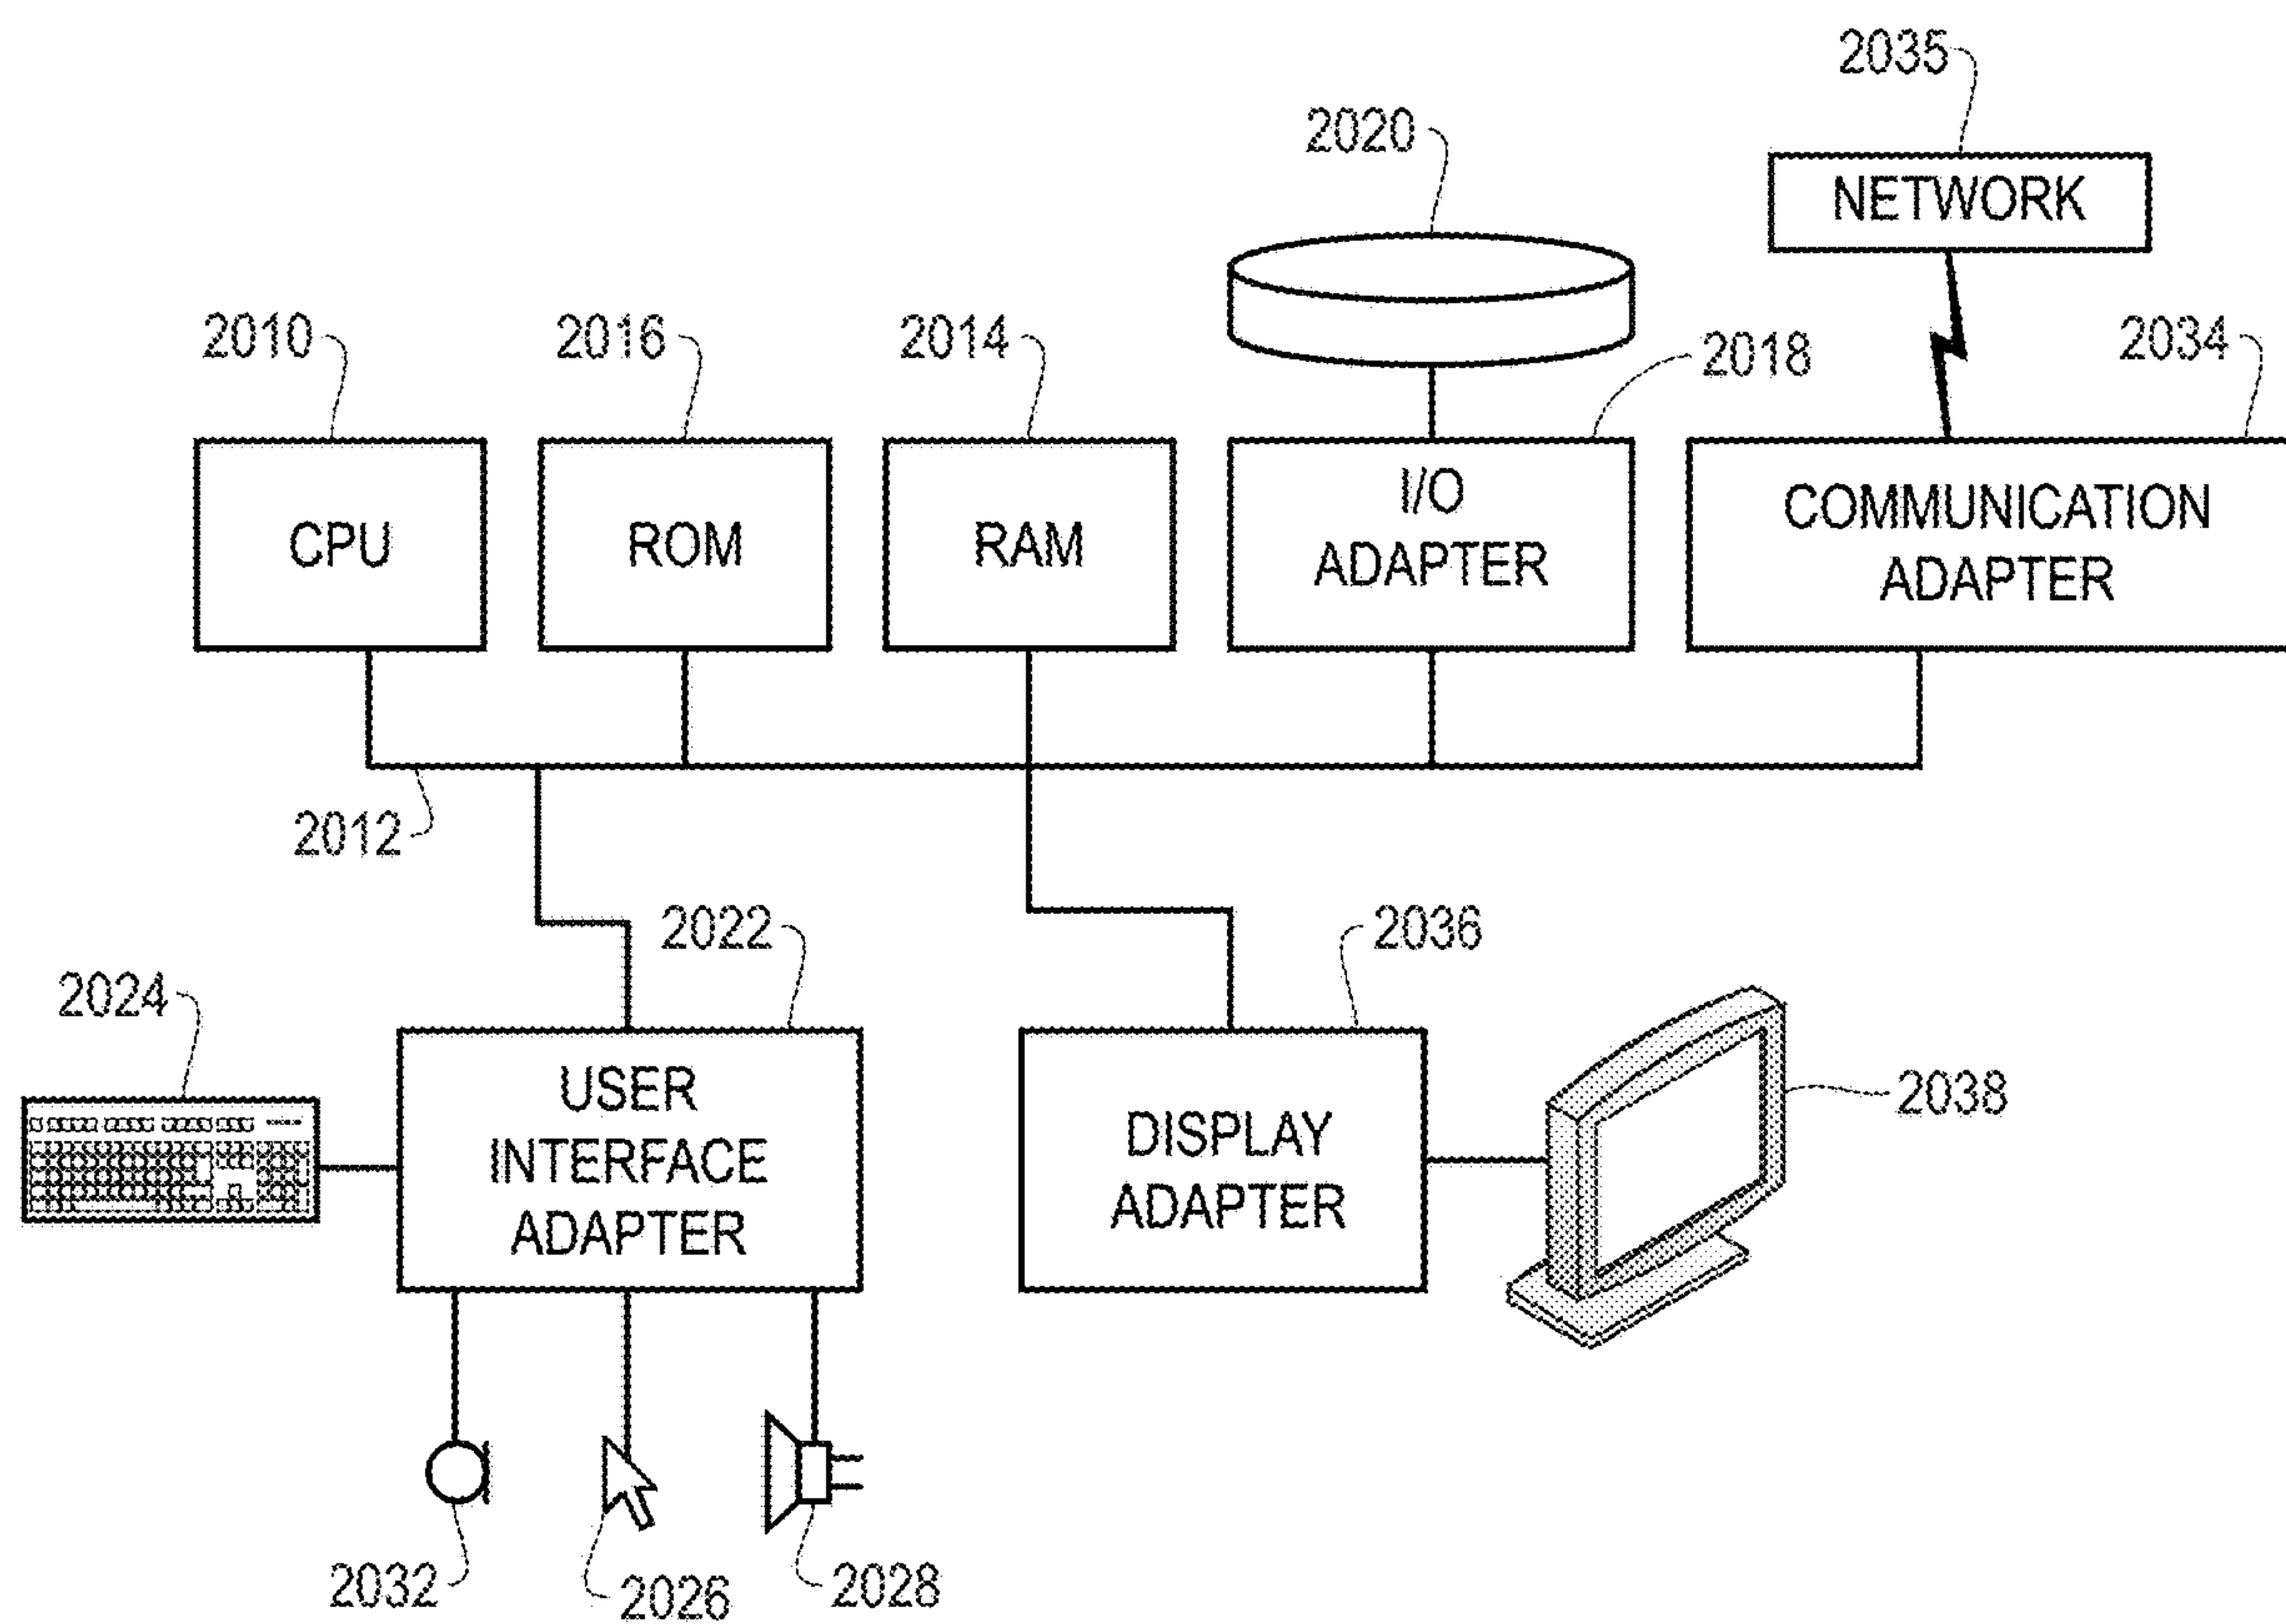 2035
2020
NETWORK
2010
2016
2014
2018
2034
CPU
ROM
RAM
I/O
ADAPTER
COMMUNICATION
ADAPTER
2012
2022
2036
2024
USER
INTERFACE
ADAPTER
DISPLAY
ADAPTER
2038
2032
2026
2028